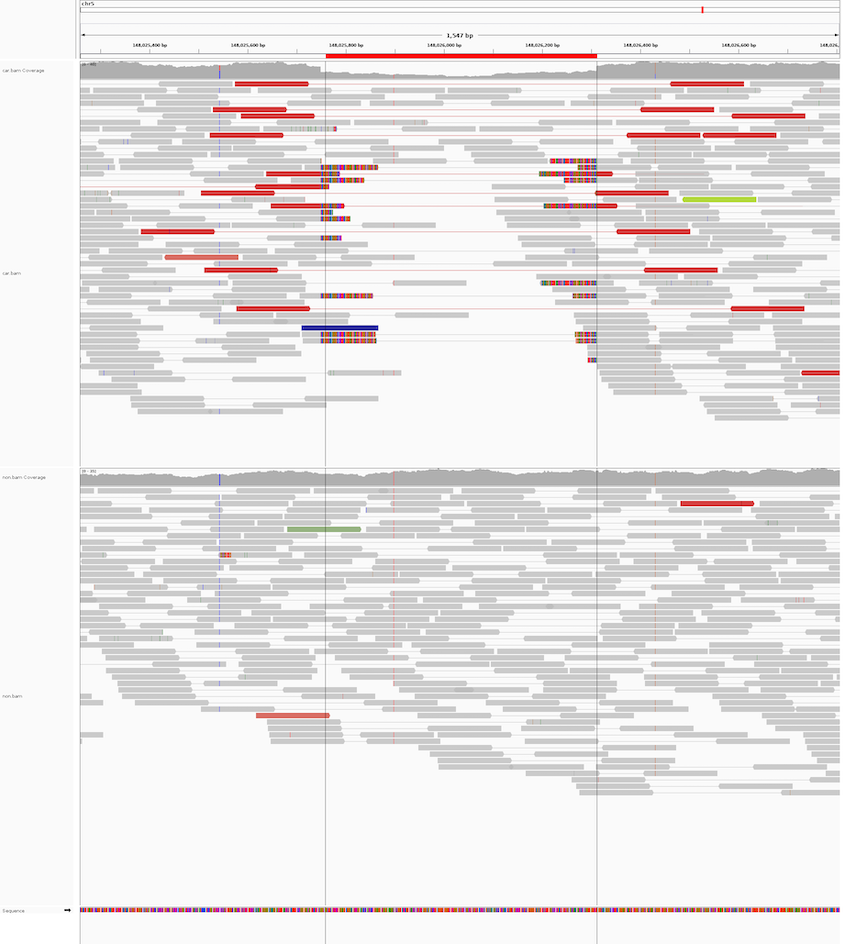 chr5
1,547 bp
148,025,400 bp 148,025,600 bp 148,025,800 bp 148,026,000 bp 148,026,200 bp 148,026,400 bp 148,026,600 bp 148,026,
car.bam Coverage
car.bam
non.bam Coverage
non.bam
Sequence